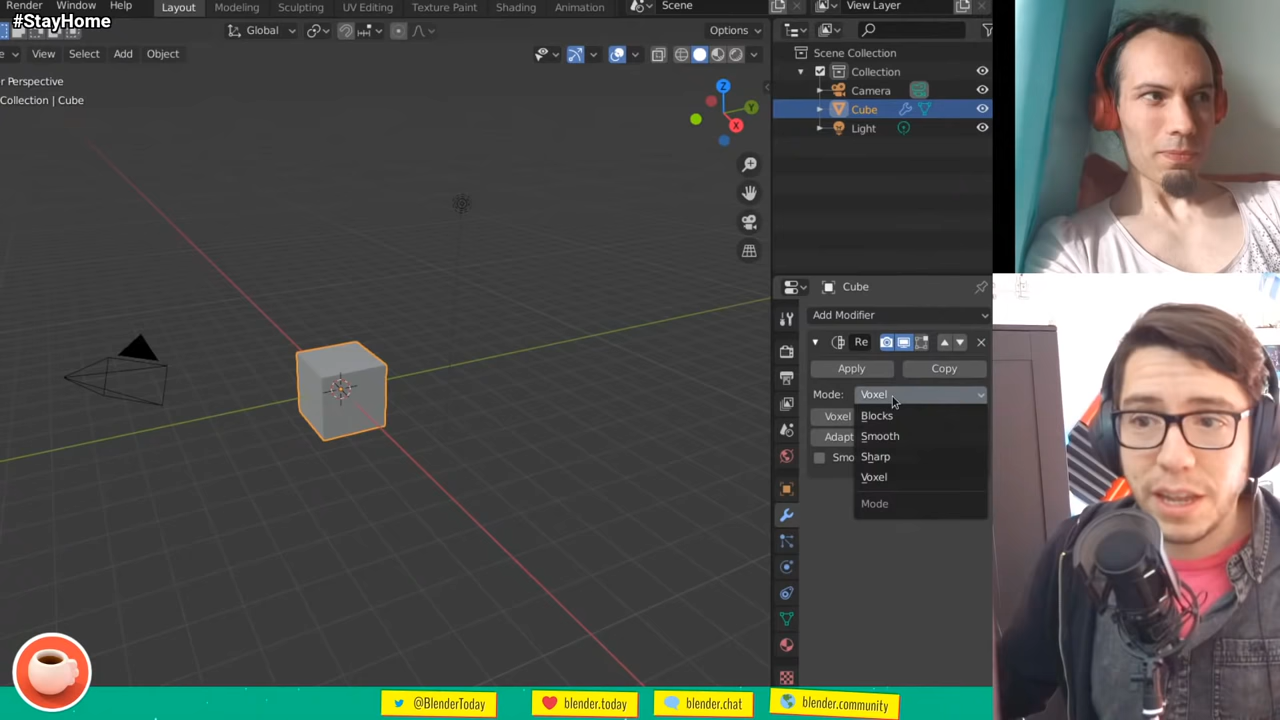 Render Window Help Layout Modeling Sculpting UV Editing Texture Paint Shading Animation Scene View Layer
#StayHome
Global Options
View Select Add Object
r Perspective
Collection | Cube
Z
Y
X
Scene Collection
Collection
Camera
Cube
Light
Cube
Add Modifier
Re
Apply Copy
Mode: Voxel
Voxel
Blocks
Adapt
Smooth
Smo
Sharp
Voxel
Mode
@BlenderToday blender.today blender.chat blender.community